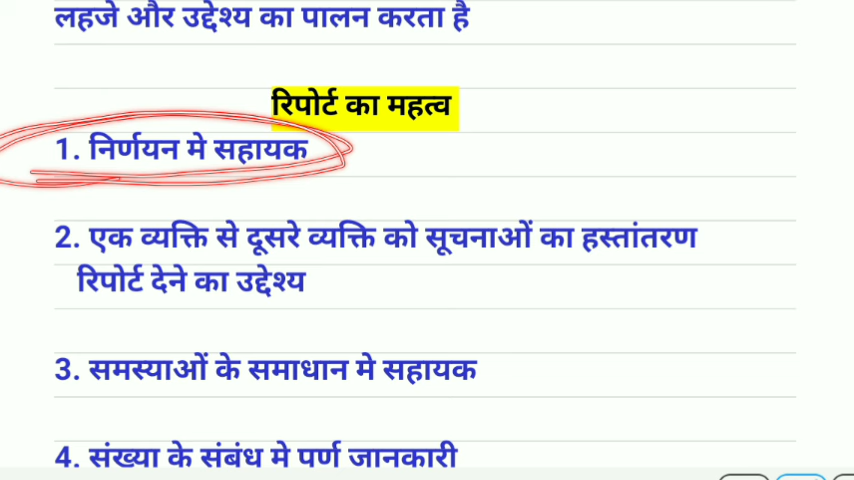 लहजे और उद्देश्य का पालन करता है
रिपोर्ट का महत्व
1. निर्णयन मे सहायक
2. एक व्यक्ति से दूसरे व्यक्ति को सूचनाओं का हस्तांतरण
रिपोर्ट देने का उद्देश्य
3. समस्याओं के समाधान मे सहायक
4. संख्या के संबंध मे पूर्ण जानकारी